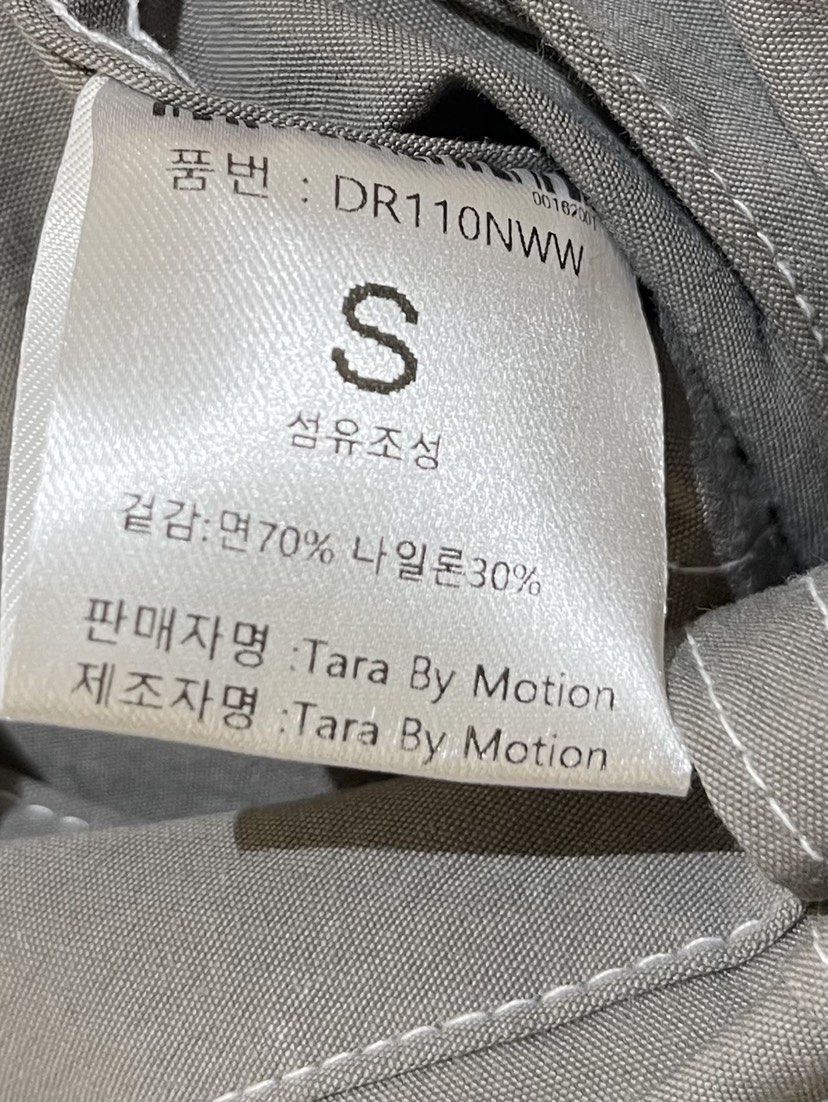 00162001
품번 : DR110NWW
S
섬유조성
겉감:면70% 나일론30%
판매자명 :Tara By Motion
제조자명 :Tara By Motion